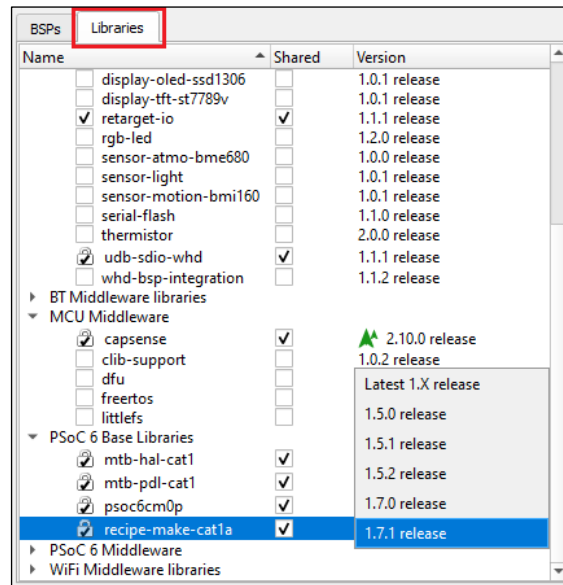 BSPs Libraries
Name Shared Version
display-oled-ssd1306 1.0.1 release
display-tft-st7789v 1.0.1 release
retarget-io 1.1.1 release
rgb-led 1.2.0 release
sensor-atmo-bme680 1.0.0 release
sensor-light 1.0.1 release
sensor-motion-bmi160 1.0.1 release
serial-flash 1.1.0 release
thermistor 2.0.0 release
udb-sdio-whd 1.1.1 release
whd-bsp-integration 1.1.2 release
BT Middleware libraries
MCU Middleware
capsense 2.10.0 release
clib-support 1.0.2 release
dfu Latest 1.X release
freertos 1.5.0 release
littlefs 1.5.1 release
PSoC 6 Base Libraries
mtb-hal-cat1 1.5.2 release
mtb-pdl-cat1
psoc6cm0p 1.7.0 release
recipe-make-cat1a 1.7.1 release
PSoC 6 Middleware
WiFi Middleware libraries